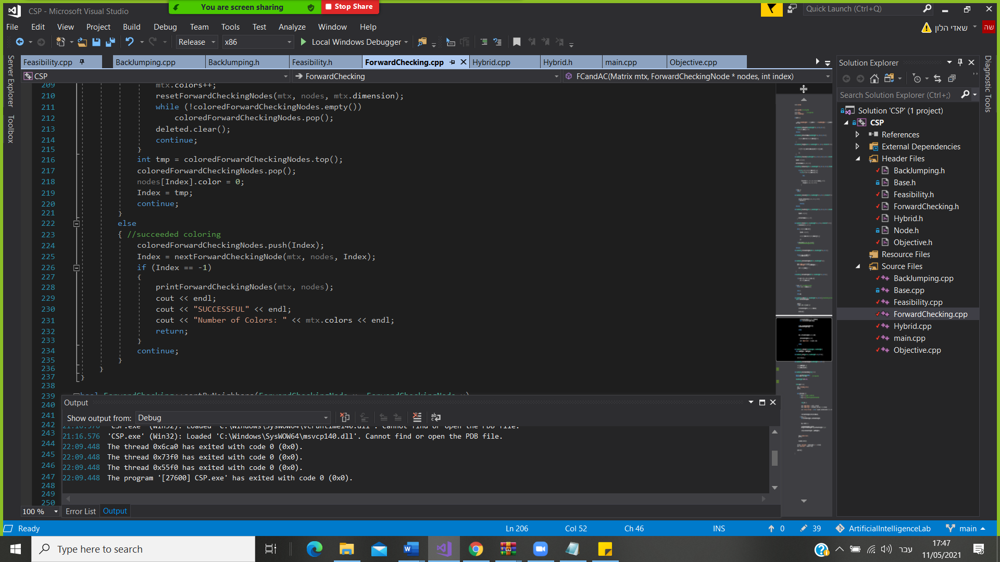 You are screen sharing
Stop Share
CSP - Microsoft Visual Studio
Quick Launch (Ctrl+Q)
File Edit View Project Build Debug Team Tools Test Analyze Window Help
שאדי הלון
שה
Release x86 Local Windows Debugger
Server Explorer
Toolbox
Feasibility.cpp BackJumping.cpp BackJumping.h Feasibility.h ForwardChecking.cpp Hybrid.cpp Hybrid.h main.cpp Objective.cpp
CSP ForwardChecking FCandAC(Matrix mtx, ForwardCheckingNode * nodes, int index)
209 mtx.colors++;
210 resetForwardCheckingNodes(mtx, nodes, mtx.dimension);
211 while (!coloredForwardCheckingNodes.empty())
212 coloredForwardCheckingNodes.pop();
213 deleted.clear();
214 continue;
215 }
216 int tmp = coloredForwardCheckingNodes.top();
217 coloredForwardCheckingNodes.pop();
218 nodes[Index].color = 0;
219 Index = tmp;
220 continue;
221 }
222 else
223 { //succeeded coloring
224 coloredForwardCheckingNodes.push(Index);
225 Index = nextForwardCheckingNode(mtx, nodes, Index);
226 if (Index == -1)
227 {
228 printForwardCheckingNodes(mtx, nodes);
229 cout << endl;
230 cout << "SUCCESSFUL" << endl;
231 cout << "Number of Colors: " << mtx.colors << endl;
232 return;
233 }
234 continue;
235 }
236 }
237 }
238
239 bool ForwardChecking::sortByNeighbors(ForwardCheckingNode
240
241
242
243
244
245
246
247
248
249
250
Output
Show output from: Debug
21:16.576 'CSP.exe' (Win32): Loaded 'C:\Windows\SysWOW64\vcruntime140.dll'. Cannot find or open the PDB file.
21:16.576 'CSP.exe' (Win32): Loaded 'C:\Windows\SysWOW64\msvcp140.dll'. Cannot find or open the PDB file.
22:09.448 The thread 0x6ca0 has exited with code 0 (0x0).
22:09.448 The thread 0x73f0 has exited with code 0 (0x0).
22:09.448 The thread 0x55f0 has exited with code 0 (0x0).
22:09.448 The program '[27600] CSP.exe' has exited with code 0 (0x0).
100 %
Error List Output
Solution Explorer
Search Solution Explorer (Ctrl+;)
Solution 'CSP' (1 project)
CSP
References
External Dependencies
Header Files
BackJumping.h
Base.h
Feasibility.h
ForwardChecking.h
Hybrid.h
Node.h
Objective.h
Resource Files
Source Files
BackJumping.cpp
Base.cpp
Feasibility.cpp
ForwardChecking.cpp
Hybrid.cpp
main.cpp
Objective.cpp
Diagnostic Tools
Ready Ln 206 Col 52 Ch 46 INS 0 39 ArtificialIntelligenceLab main
Type here to search
עבר
17:47
11/05/2021